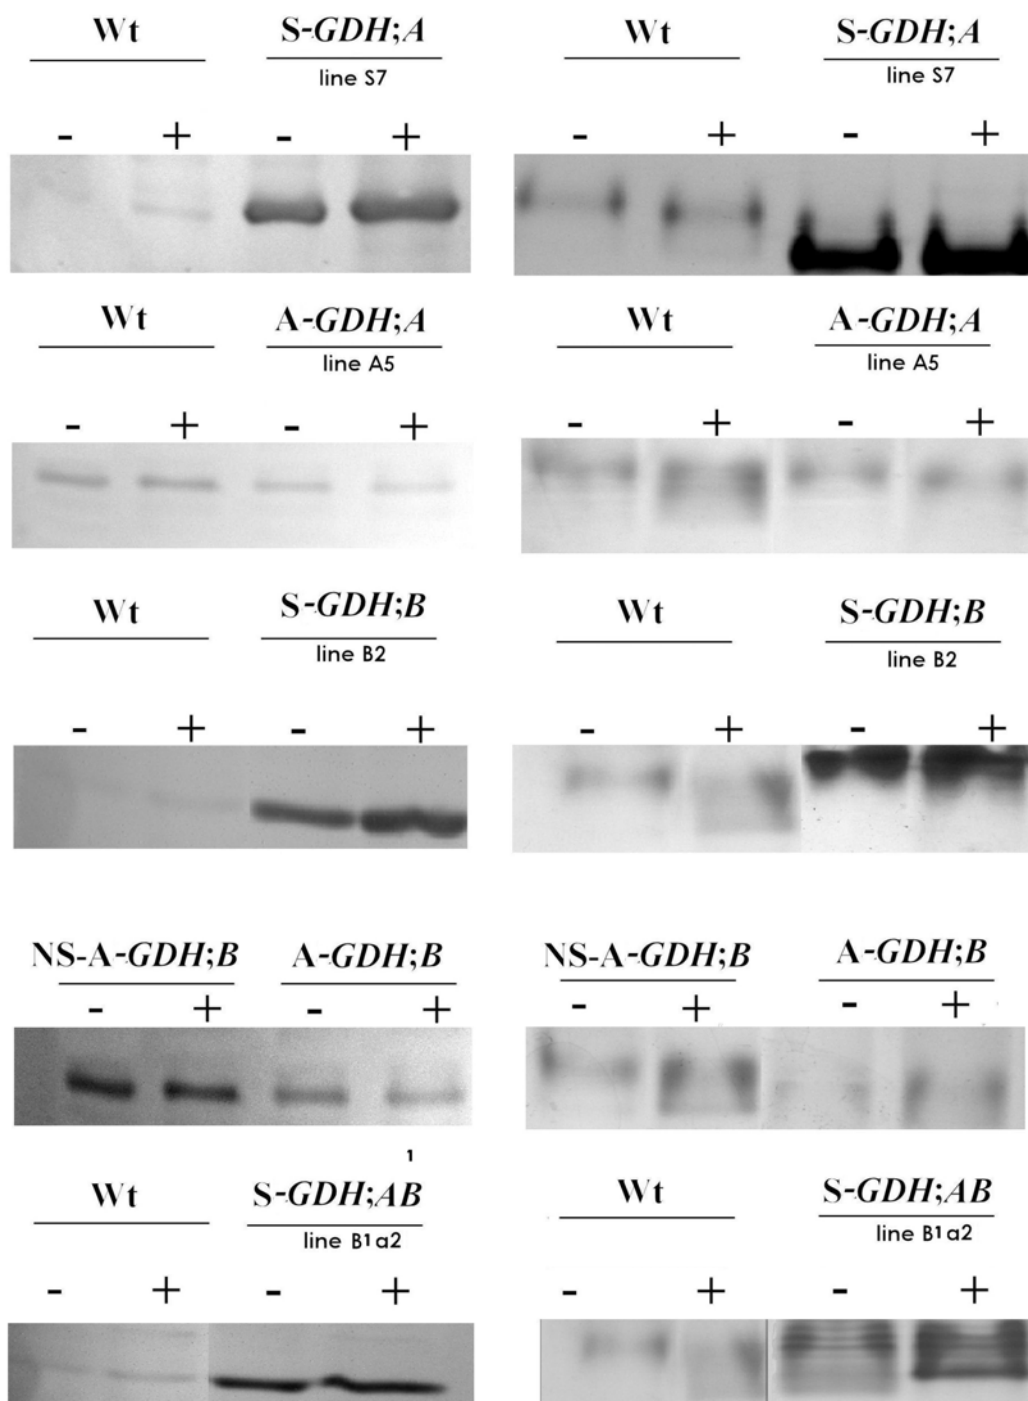 Wt S-GDH;A Wt S-GDH;A
line S7 line S7
- + - + - + - +
Wt A-GDH;A Wt A-GDH;A
line A5 line A5
- + - + - + - +
Wt S-GDH;B Wt S-GDH;B
line B2 line B2
- + - + - + - +
NS-A-GDH;B A-GDH;B NS-A-GDH;B A-GDH;B
- + - + - + - +
1
Wt S-GDH;AB Wt S-GDH;AB
line B1a2 line B1a2
- + - + - + - +